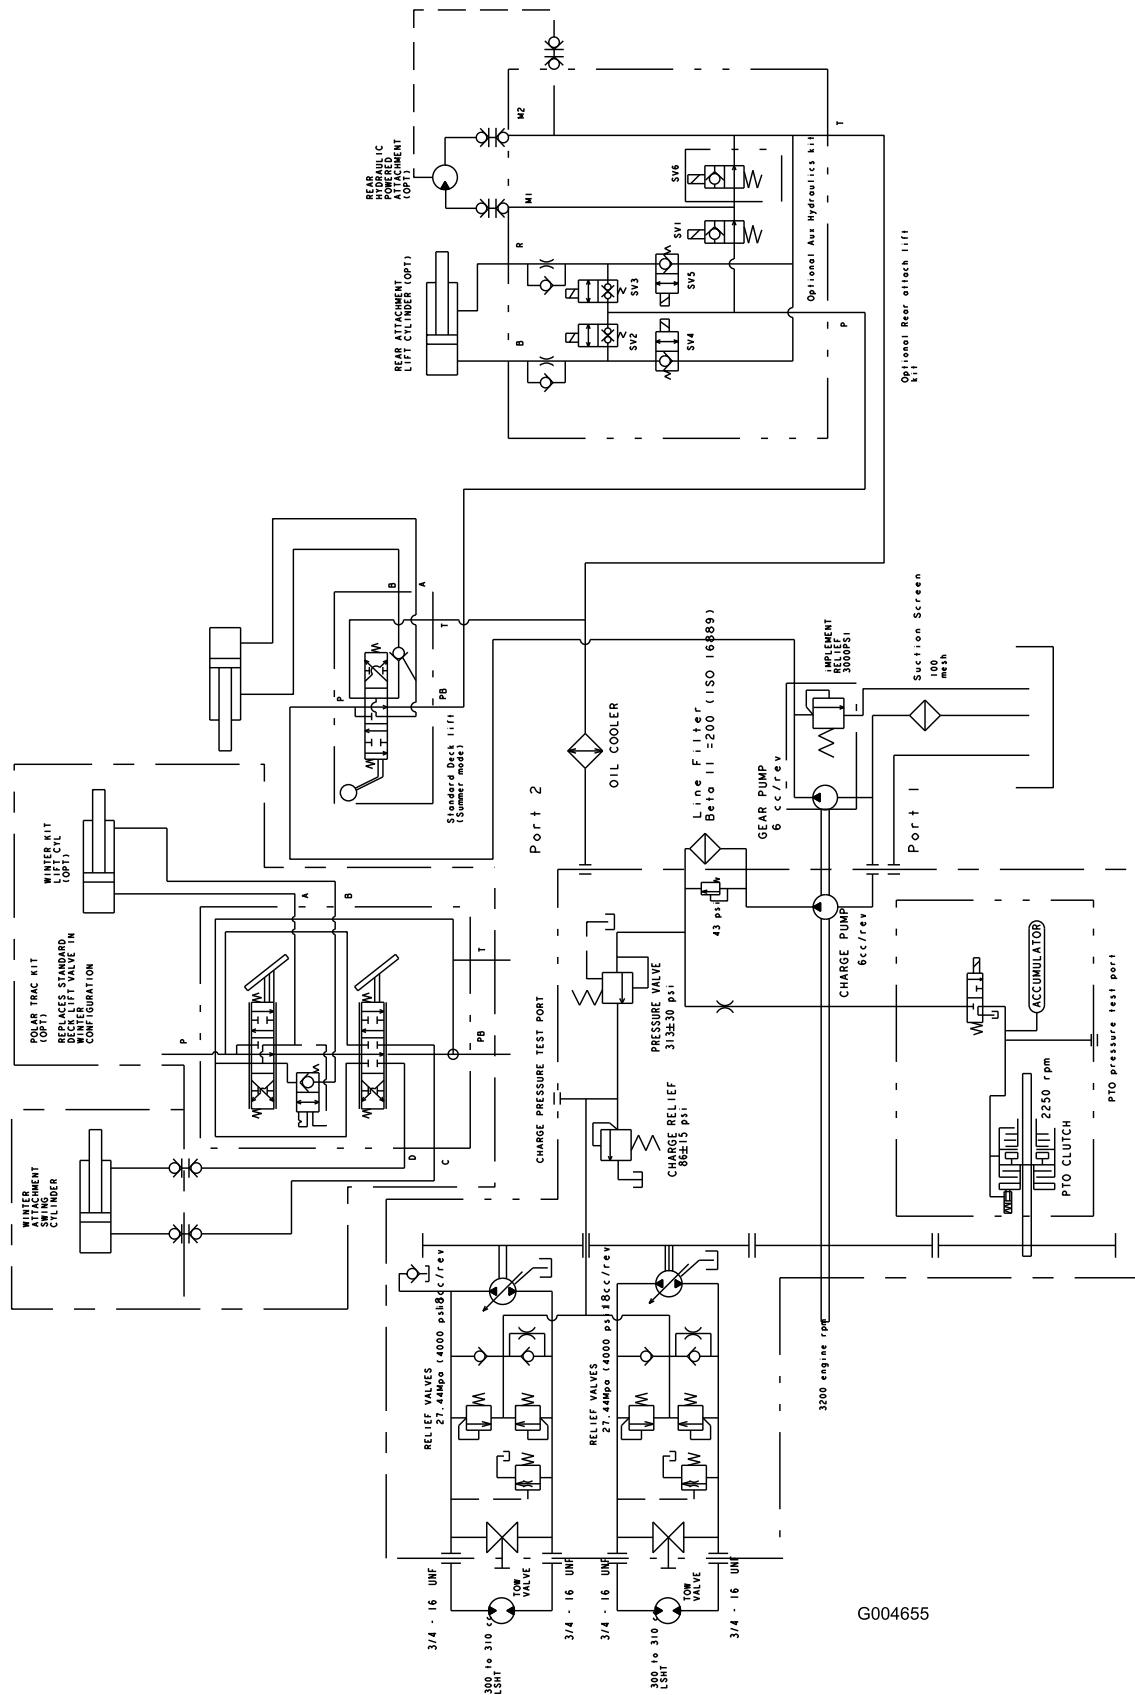 REAR
HYDRAULIC
POWERED
ATTACHMENT
(OPT)
M2
M1
T
SV6
SV1
Optional Aux Hydraulics kit
REAR ATTACHMENT
LIFT CYLINDER (OPT)
R
B
SV3
SV2
SV5
SV4
P
Optional Rear attach lift
kit
B
A
T
P
PB
Standard Deck lift
(Summer mode)
OIL COOLER
Port 2
Line Filter
Beta 11 =200 (ISO 16889)
IMPLEMENT
RELIEF
3000PSI
Suction Screen
100
mesh
GEAR PUMP
6 cc/rev
Port 1
WINTER KIT
LIFT CYL
(OPT)
A
B
POLAR TRAC KIT
(OPT)
REPLACES STANDARD
DECK LIFT VALVE IN
WINTER
CONFIGURATION
P
T
PB
D
C
WINTER
ATTACHMENT
SWING
CYLINDER
43 psi
CHARGE PUMP
6cc/rev
PRESSURE VALVE
313±30 psi
CHARGE PRESSURE TEST PORT
CHARGE RELIEF
86±15 psi
ACCUMULATOR
PTO pressure test port
2250 rpm
PTO CLUTCH
3200 engine rpm
RELIEF VALVES
27.44Mpa (4000 psi)
18cc/rev
RELIEF VALVES
27.44Mpa (4000 psi)
18cc/rev
TOW
VALVE
TOW
VALVE
3/4 - 16 UNF
3/4 - 16 UNF
3/4 - 16 UNF
3/4 - 16 UNF
300 to 310 cc
LSHT
300 to 310 c
LSHT
G004655